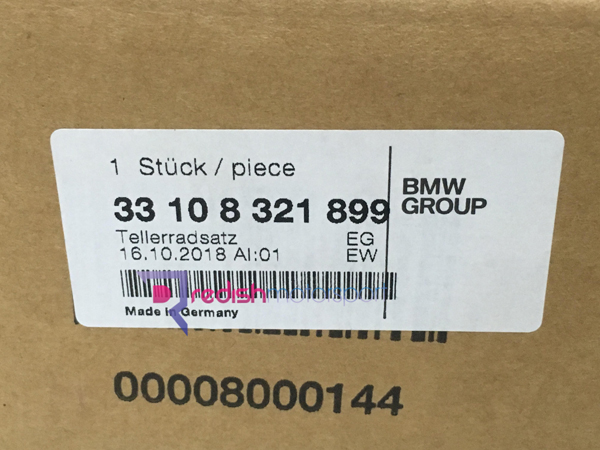 1 Stück / piece
33 10 8 321 899
BMW
GROUP
Tellerradsatz EG
16.10.2018 AI:01 EW
redishmotorsport
Made in Germany
00008000144